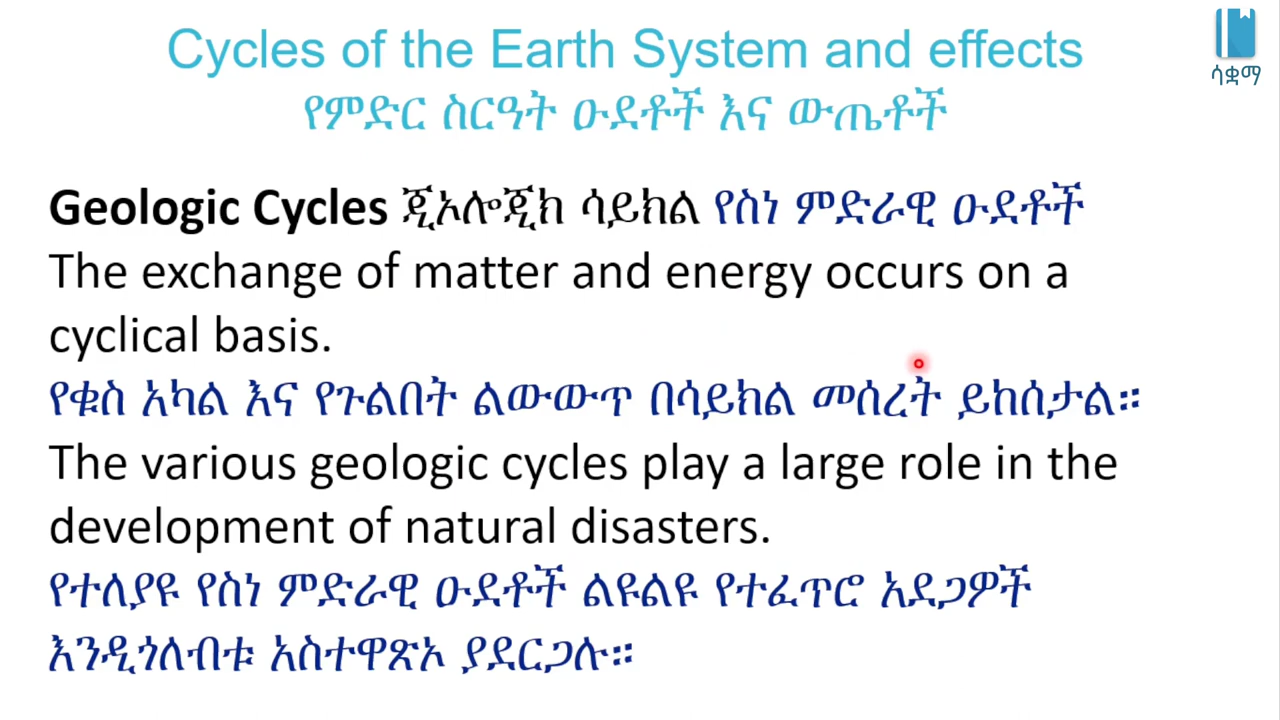 Cycles of the Earth System and effects
የምድር ስርዓት ዑደቶች እና ውጤቶች
ሳቋማ
Geologic Cycles ጂኦሎጂክ ሳይክል የስነ ምድራዊ ዑደቶች
The exchange of matter and energy occurs on a
cyclical basis.
የቁስ አካል እና የጉልበት ልውውጥ በሳይክል መሰረት ይከሰታል።
The various geologic cycles play a large role in the
development of natural disasters.
የተለያዩ የስነ ምድራዊ ዑደቶች ልዩልዩ የተፈጥሮ አደጋዎች
እንዲጎለብቱ አስተዋጽኦ ያደርጋሉ።